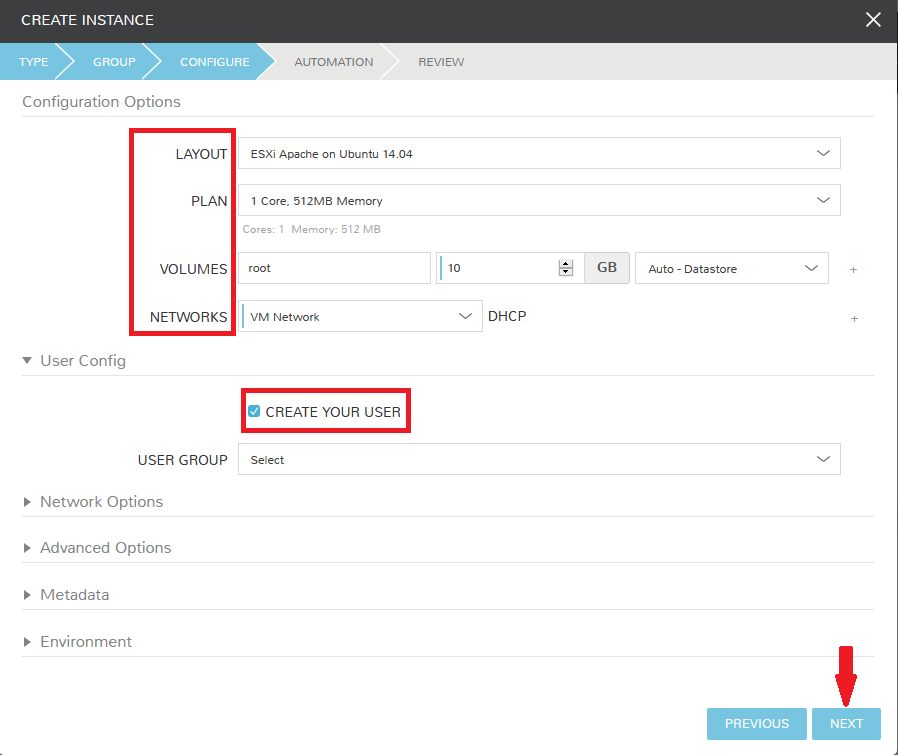 CREATE INSTANCE
TYPE GROUP CONFIGURE AUTOMATION REVIEW
Configuration Options
LAYOUT ESXi Apache on Ubuntu 14.04
PLAN 1 Core, 512MB Memory
Cores: 1 Memory: 512 MB
VOLUMES root 10 GB Auto - Datastore +
NETWORKS VM Network DHCP +
User Config
CREATE YOUR USER
USER GROUP Select
Network Options
Advanced Options
Metadata
Environment
PREVIOUS NEXT